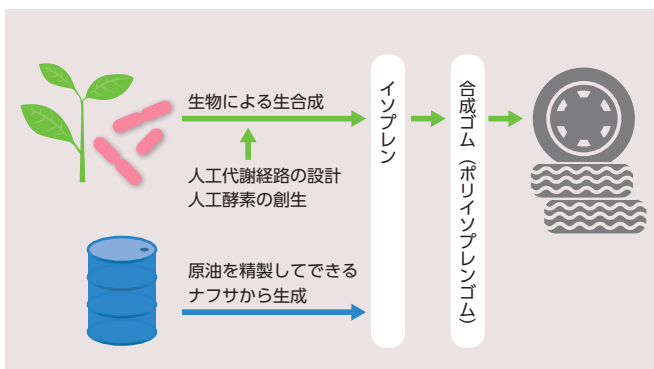 生物による生合成
人工代謝経路の設計
人工酵素の創生
原油を精製してできる
ナフサから生成
イソプレン
合成ゴム（ポリイソプレンゴム）